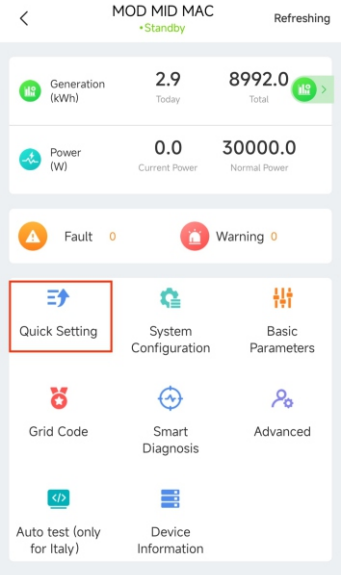 MOD MID MAC
•Standby
Refreshing
Generation
(kWh)
2.9
Today
8992.0
Total
Power
(W)
0.0
Current Power
30000.0
Normal Power
Fault 0
Warning 0
Quick Setting
System
Configuration
Basic
Parameters
Grid Code
Smart
Diagnosis
Advanced
Auto test (only
for Italy)
Device
Information